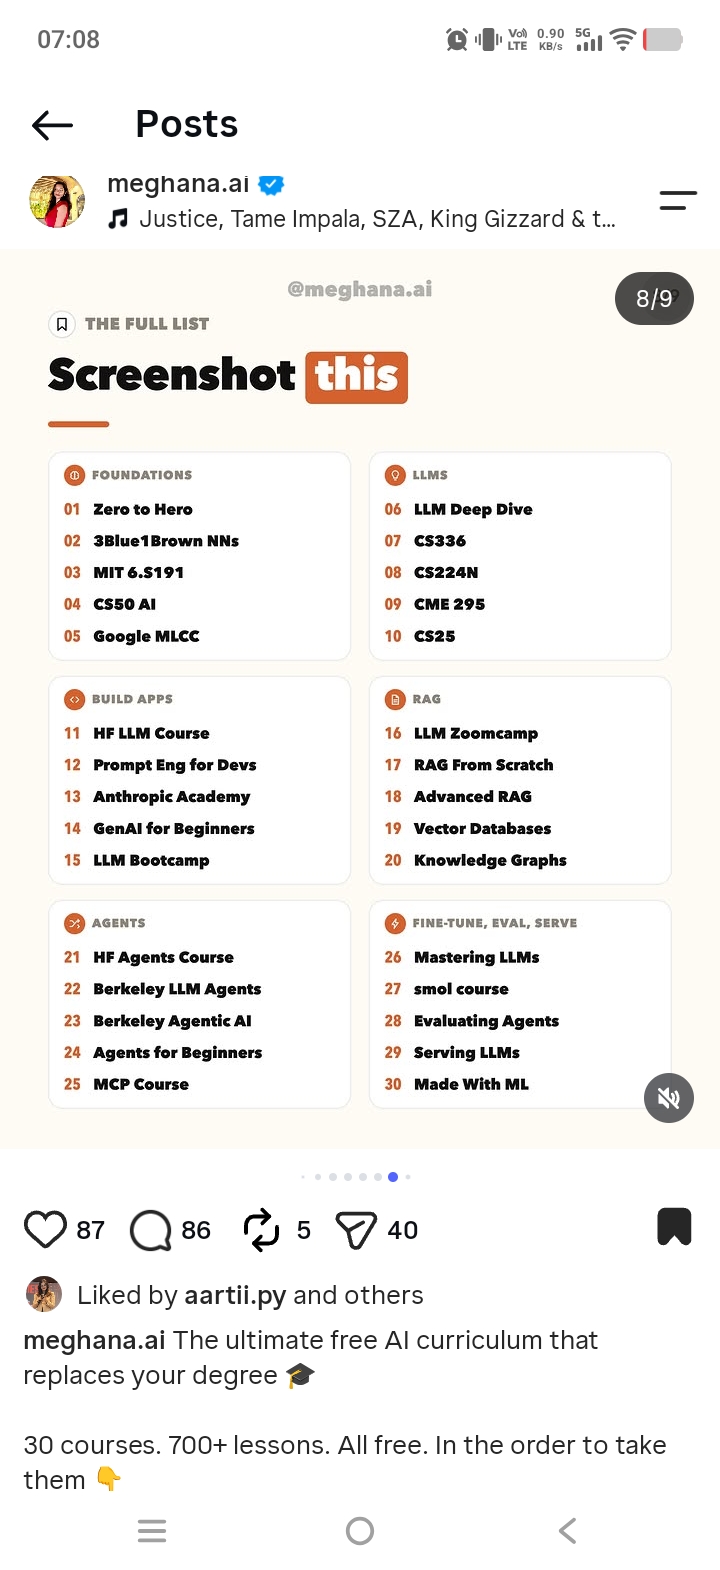 07:08
Vo) LTE 0.90 KB/s 5G
Posts
meghana.ai
Justice, Tame Impala, SZA, King Gizzard & t...
@meghana.ai
8/9
THE FULL LIST
Screenshot this
FOUNDATIONS
01 Zero to Hero
02 3Blue1Brown NNs
03 MIT 6.S191
04 CS50 AI
05 Google MLCC
LLMS
06 LLM Deep Dive
07 CS336
08 CS224N
09 CME 295
10 CS25
BUILD APPS
11 HF LLM Course
12 Prompt Eng for Devs
13 Anthropic Academy
14 GenAI for Beginners
15 LLM Bootcamp
RAG
16 LLM Zoomcamp
17 RAG From Scratch
18 Advanced RAG
19 Vector Databases
20 Knowledge Graphs
AGENTS
21 HF Agents Course
22 Berkeley LLM Agents
23 Berkeley Agentic AI
24 Agents for Beginners
25 MCP Course
FINE-TUNE, EVAL, SERVE
26 Mastering LLMs
27 smol course
28 Evaluating Agents
29 Serving LLMs
30 Made With ML
87 86 5 40
Liked by aartii.py and others
meghana.ai The ultimate free AI curriculum that
replaces your degree 🎓
30 courses. 700+ lessons. All free. In the order to take
them 👇